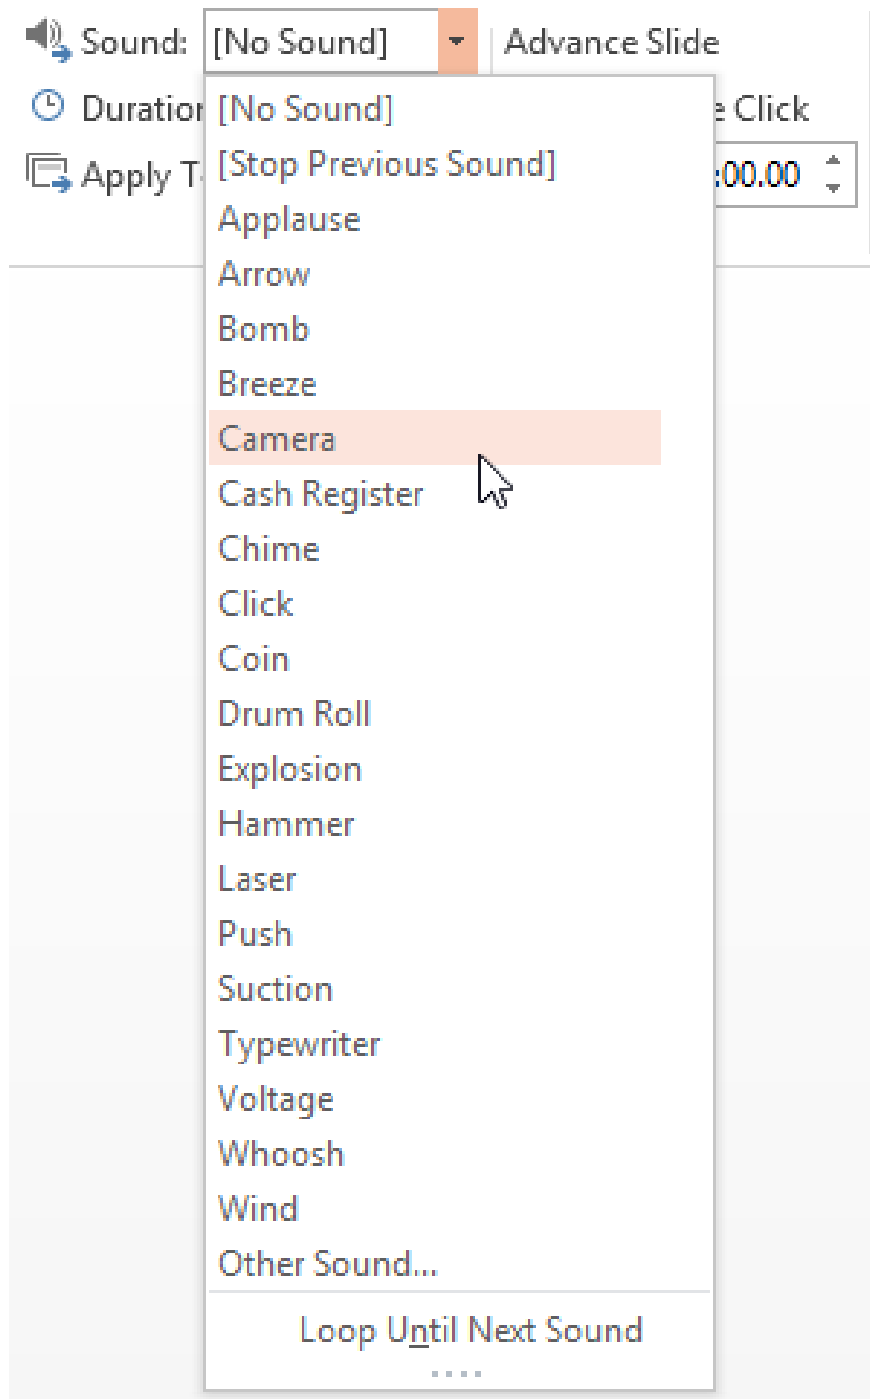 Sound: [No Sound] Advance Slide
Duration
Click
Apply T
:00.00
[No Sound]
[Stop Previous Sound]
Applause
Arrow
Bomb
Breeze
Camera
Cash Register
Chime
Click
Coin
Drum Roll
Explosion
Hammer
Laser
Push
Suction
Typewriter
Voltage
Whoosh
Wind
Other Sound...
Loop Until Next Sound